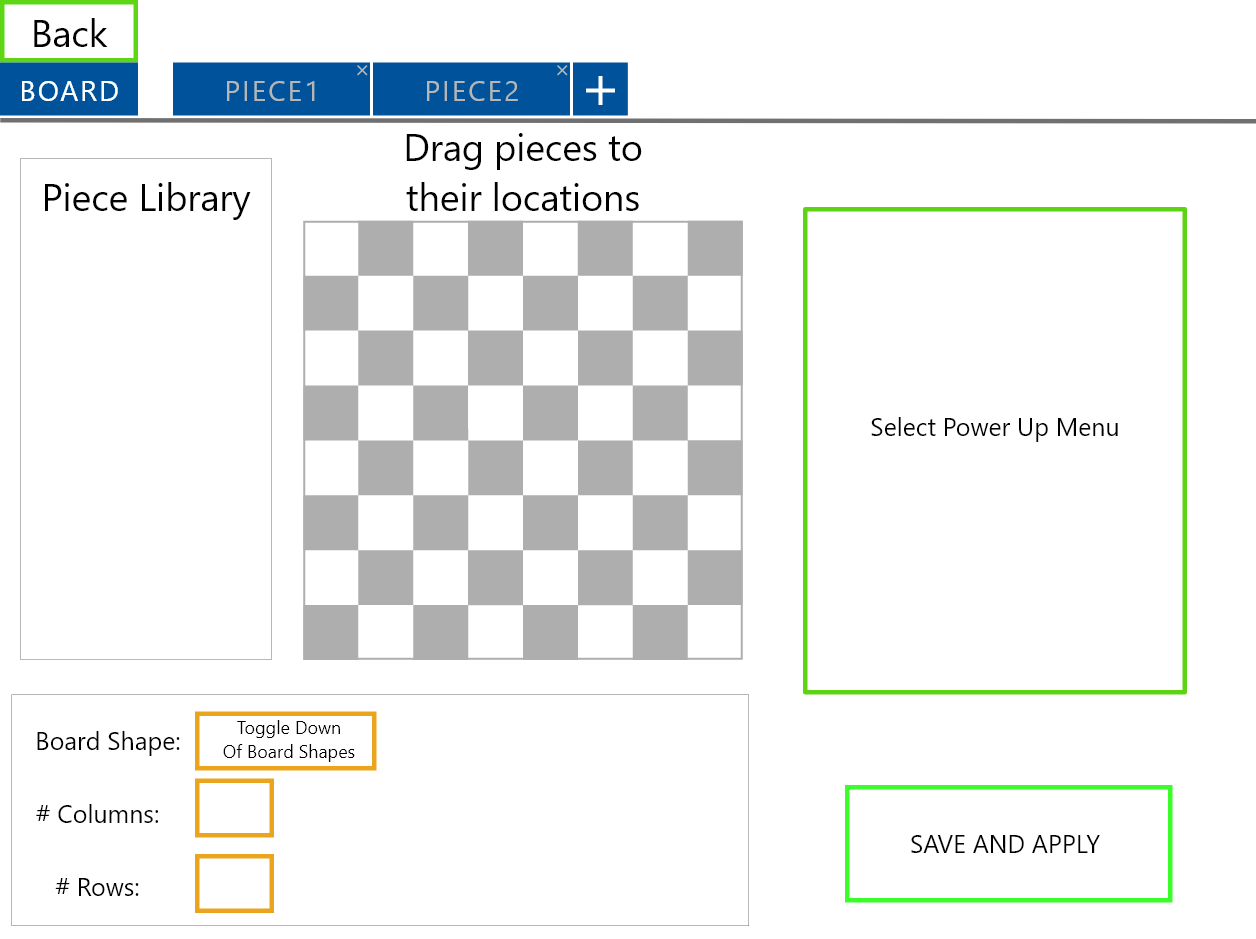 Back
BOARD
PIECE1
×
PIECE2
×
+
Drag pieces to
their locations
Piece Library
Select Power Up Menu
Board Shape:
Toggle Down
Of Board Shapes
# Columns:
# Rows:
SAVE AND APPLY